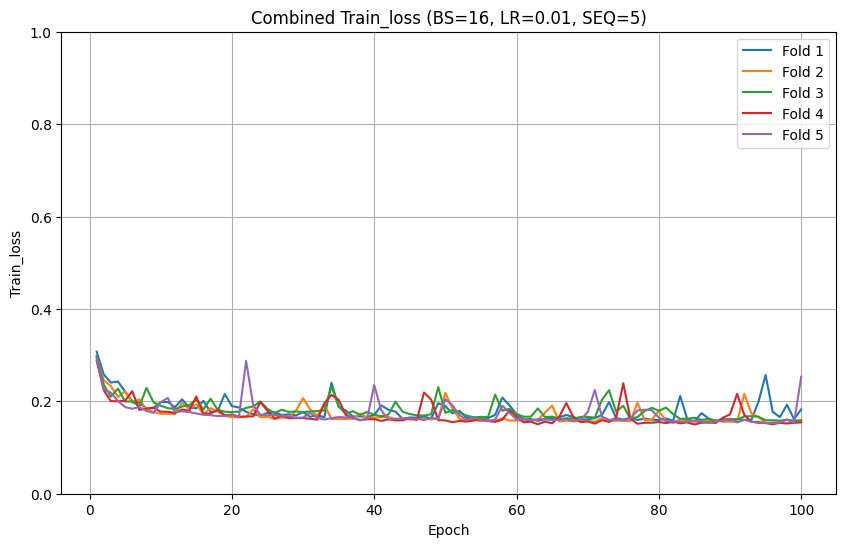 Combined Train_loss (BS=16, LR=0.01, SEQ=5)
1.0
0.8
0.6
0.4
0.2
0.0
Train_loss
Fold 1
Fold 2
Fold 3
Fold 4
Fold 5
0
20
40
60
80
100
Epoch